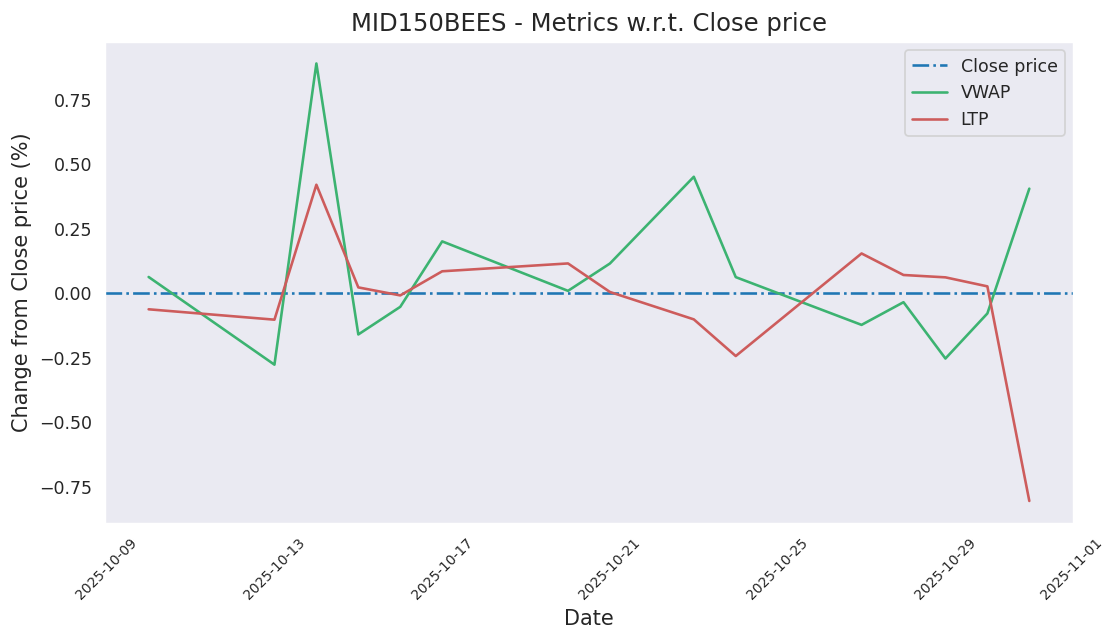 MID150BEES - Metrics w.r.t. Close price
Close price
VWAP
LTP
Change from Close price (%)
0.75
0.50
0.25
0.00
−0.25
−0.50
−0.75
2025-10-09
2025-10-13
2025-10-17
2025-10-21
2025-10-25
2025-10-29
2025-11-01
Date